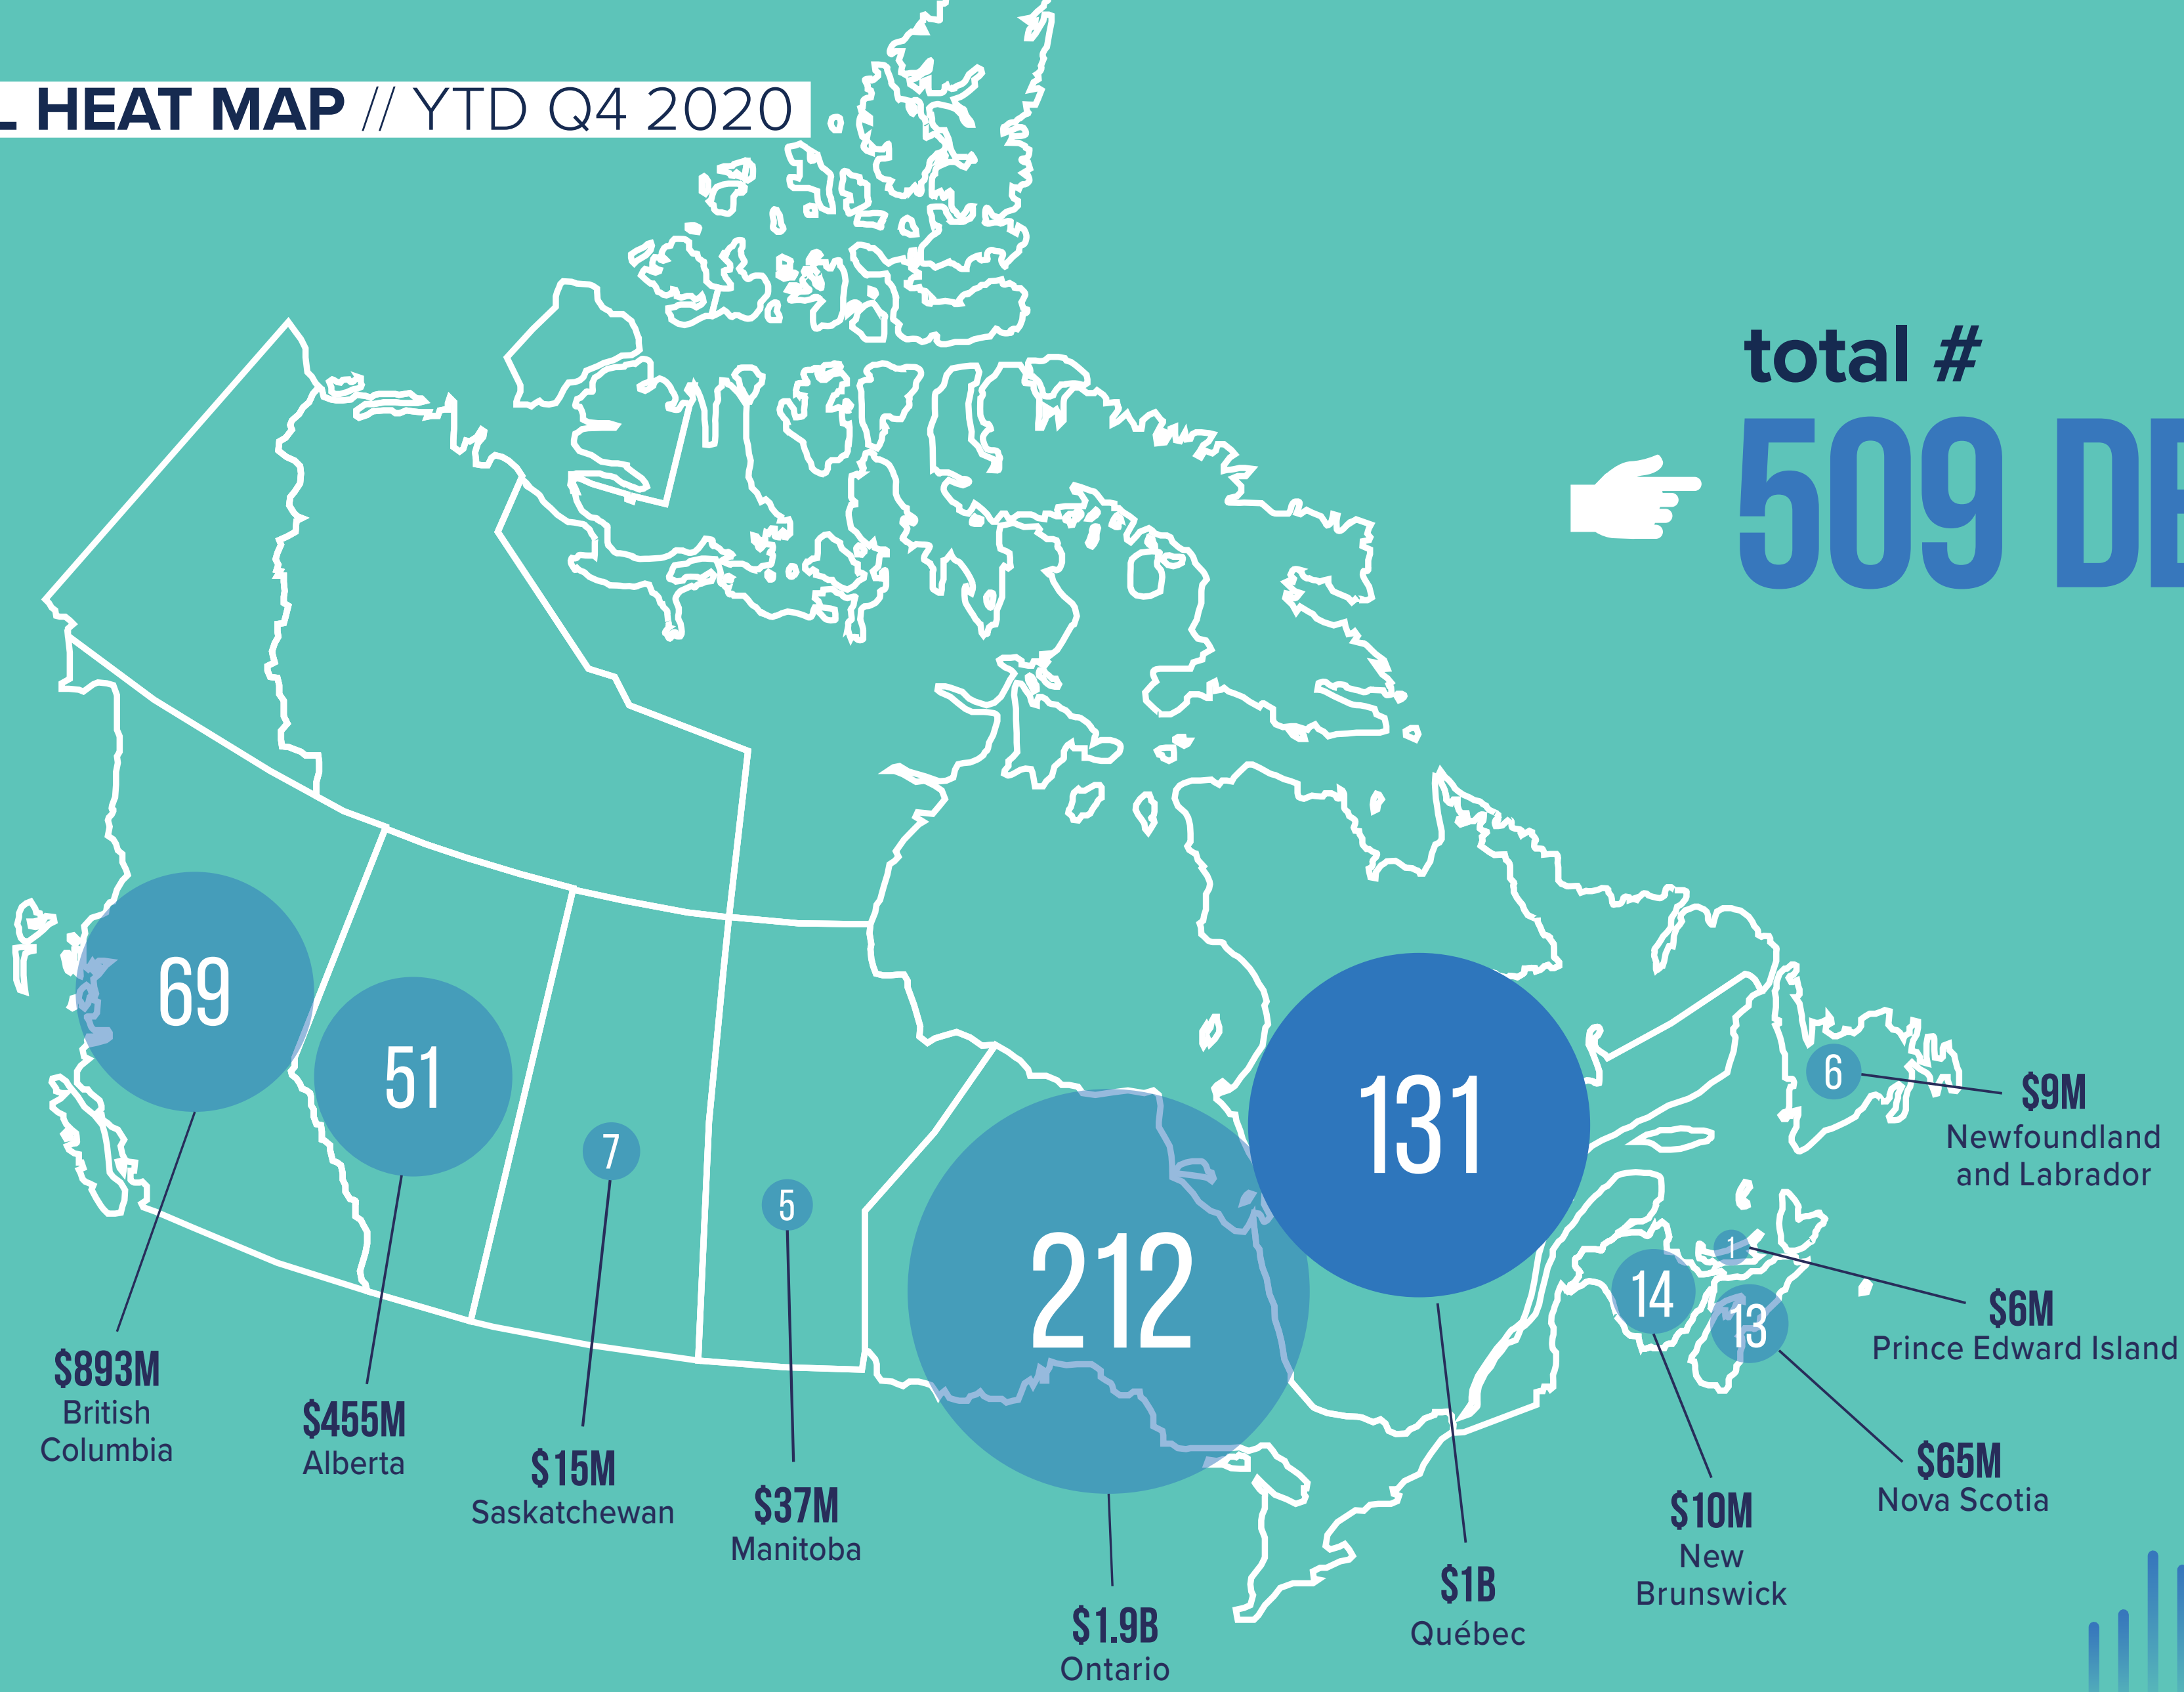 L HEAT MAP // YTD Q4 2020
total #
509 DE
69
51
7
5
212
131
6
1
14
13
$9M
Newfoundland
and Labrador
$6M
Prince Edward Island
$893M
British
Columbia
$455M
Alberta
$15M
Saskatchewan
$37M
Manitoba
$1.9B
Ontario
$1B
Québec
$10M
New
Brunswick
$65M
Nova Scotia